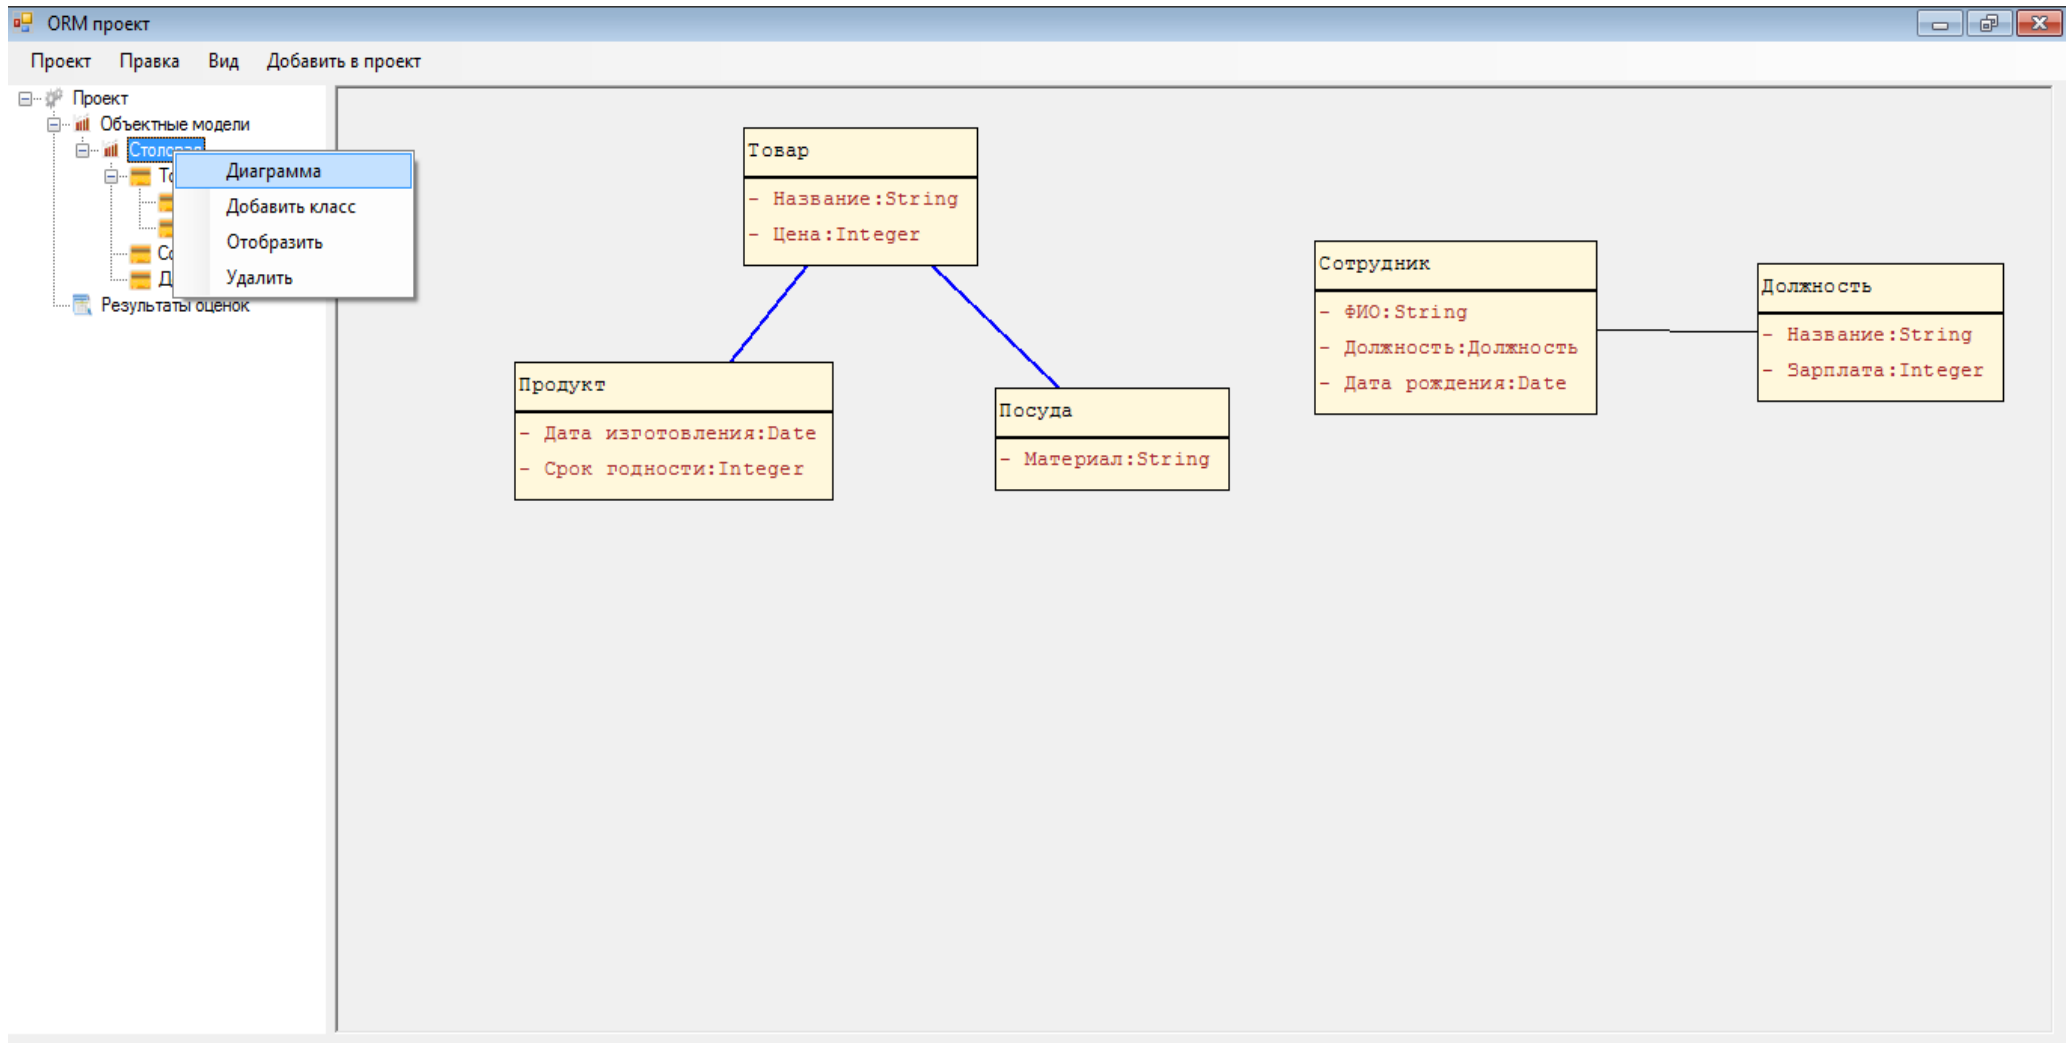 ORM проект
Проект Правка Вид Добавить в проект
Проект
Объектные модели
Диаграмма
Добавить класс
Отобразить
Удалить
Результаты оценок
Товар
- Название:String
- Цена:Integer
Продукт
- Дата изготовления:Date
- Срок годности:Integer
Посуда
- Материал:String
Сотрудник
- ФИО:String
- Должность:Должность
- Дата рождения:Date
Должность
- Название:String
- Зарплата:Integer